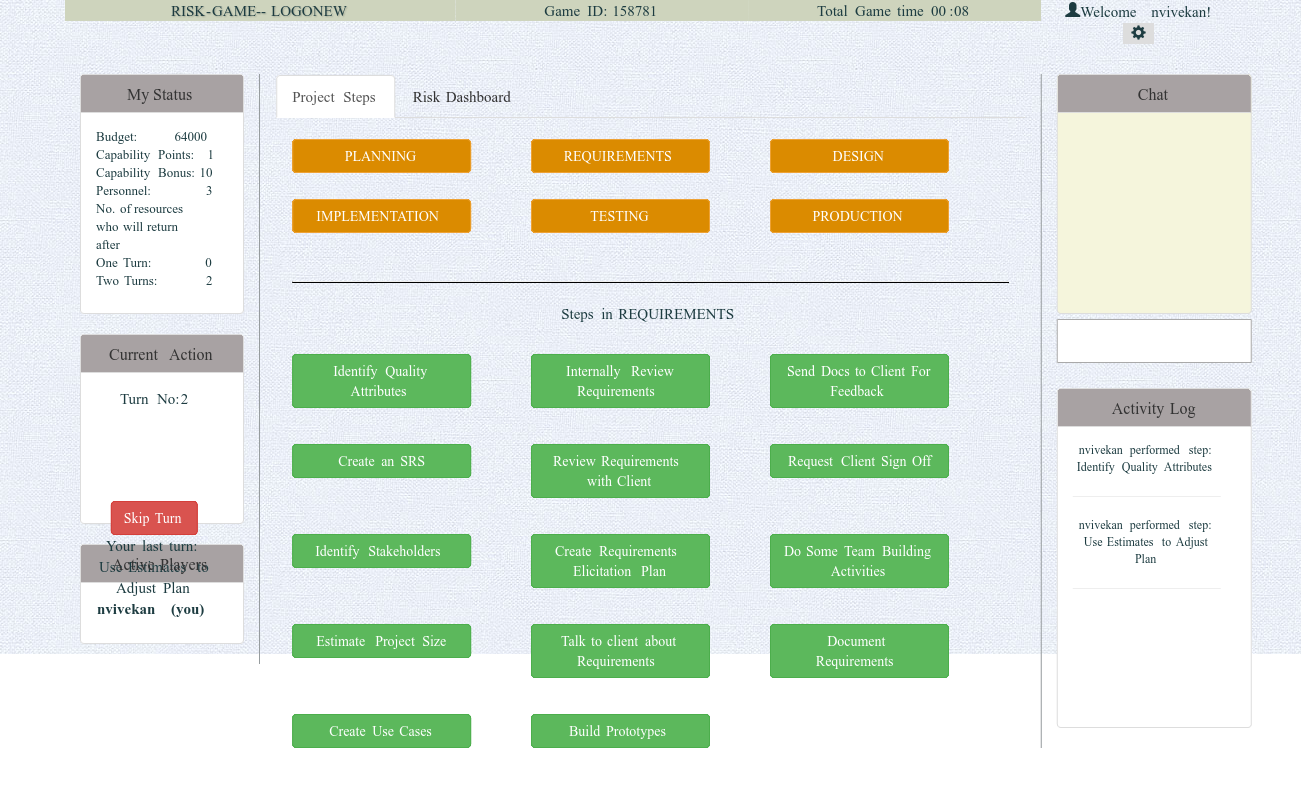 RISK-GAME-- LOGONEW Game ID: 158781 Total Game time 00 :08
Welcome nvivekan!
My Status
Budget: 64000
Capability Points: 1
Capability Bonus: 10
Personnel: 3
No. of resources
who will return
after
One Turn: 0
Two Turns: 2
Current Action
Turn No:2
Skip Turn
Your last turn:
Use Estimates to
Adjust Plan
Active Players
nvivekan (you)
Project Steps Risk Dashboard
PLANNING REQUIREMENTS DESIGN
IMPLEMENTATION TESTING PRODUCTION
Steps in REQUIREMENTS
Identify Quality
Attributes
Internally Review
Requirements
Send Docs to Client For
Feedback
Create an SRS
Review Requirements
with Client
Request Client Sign Off
Identify Stakeholders
Create Requirements
Elicitation Plan
Do Some Team Building
Activities
Estimate Project Size
Talk to client about
Requirements
Document
Requirements
Create Use Cases
Build Prototypes
Chat
Activity Log
nvivekan performed step:
Identify Quality Attributes
nvivekan performed step:
Use Estimates to Adjust
Plan